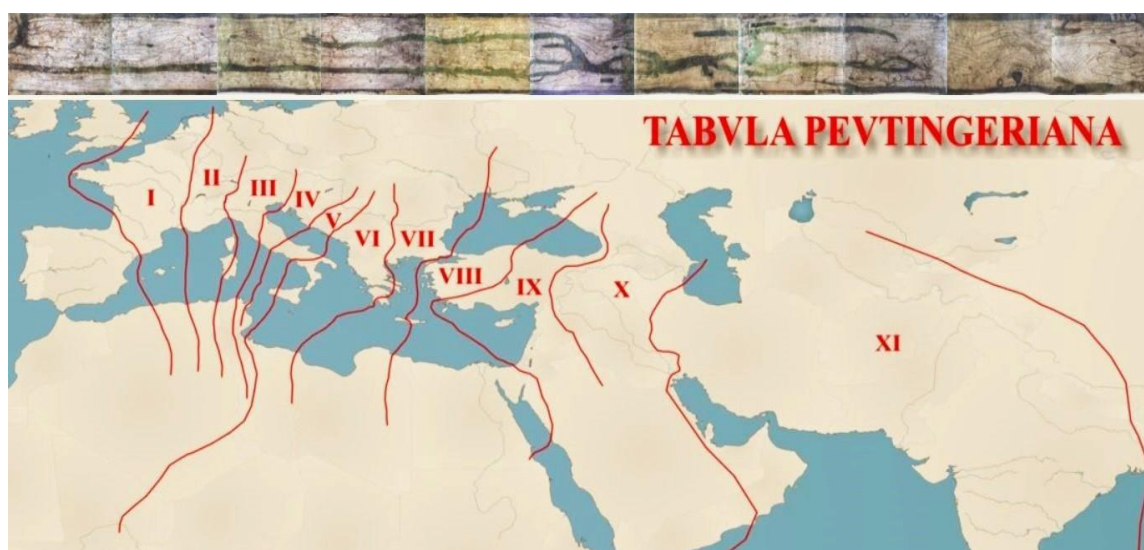 TABVLA PEVTINGERIANA
I
II
III
IV
V
VI
VII
VIII
IX
X
XI